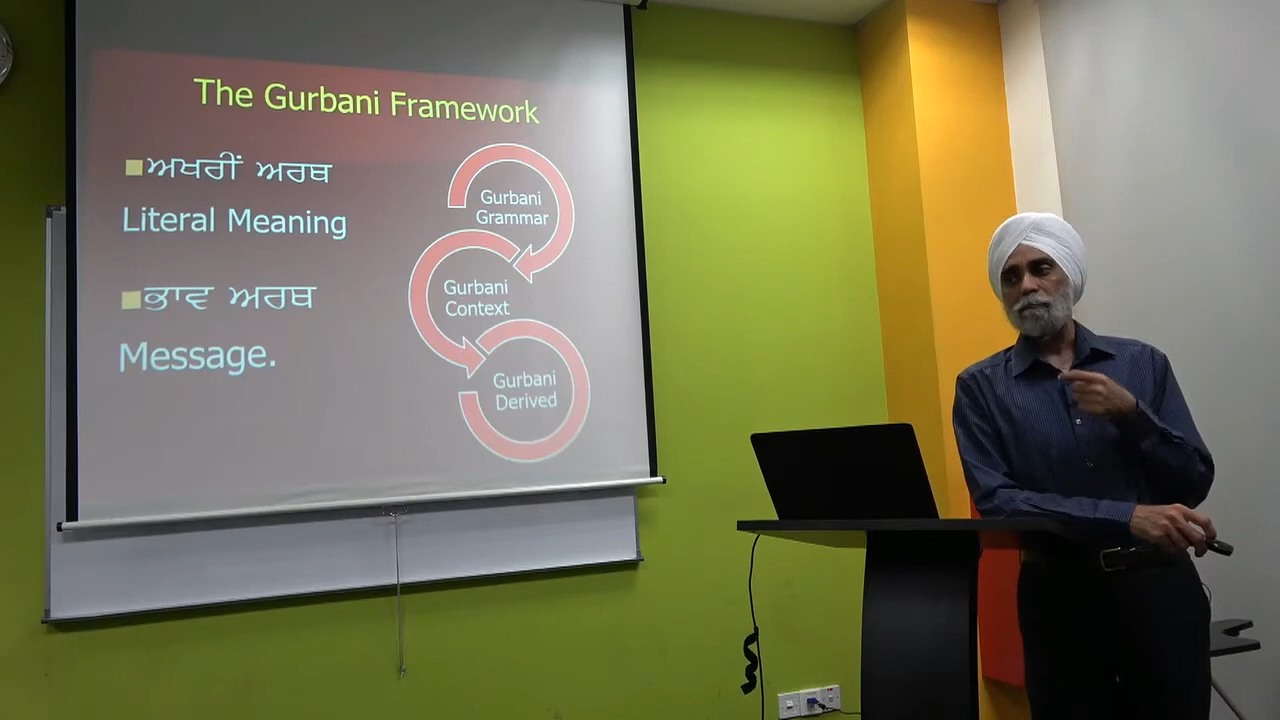 The Gurbani Framework
ਅਖਰੀਂ ਅਰਥ
Literal Meaning
ਭਾਵ ਅਰਥ
Message.
Gurbani
Grammar
Gurbani
Context
Gurbani
Derived